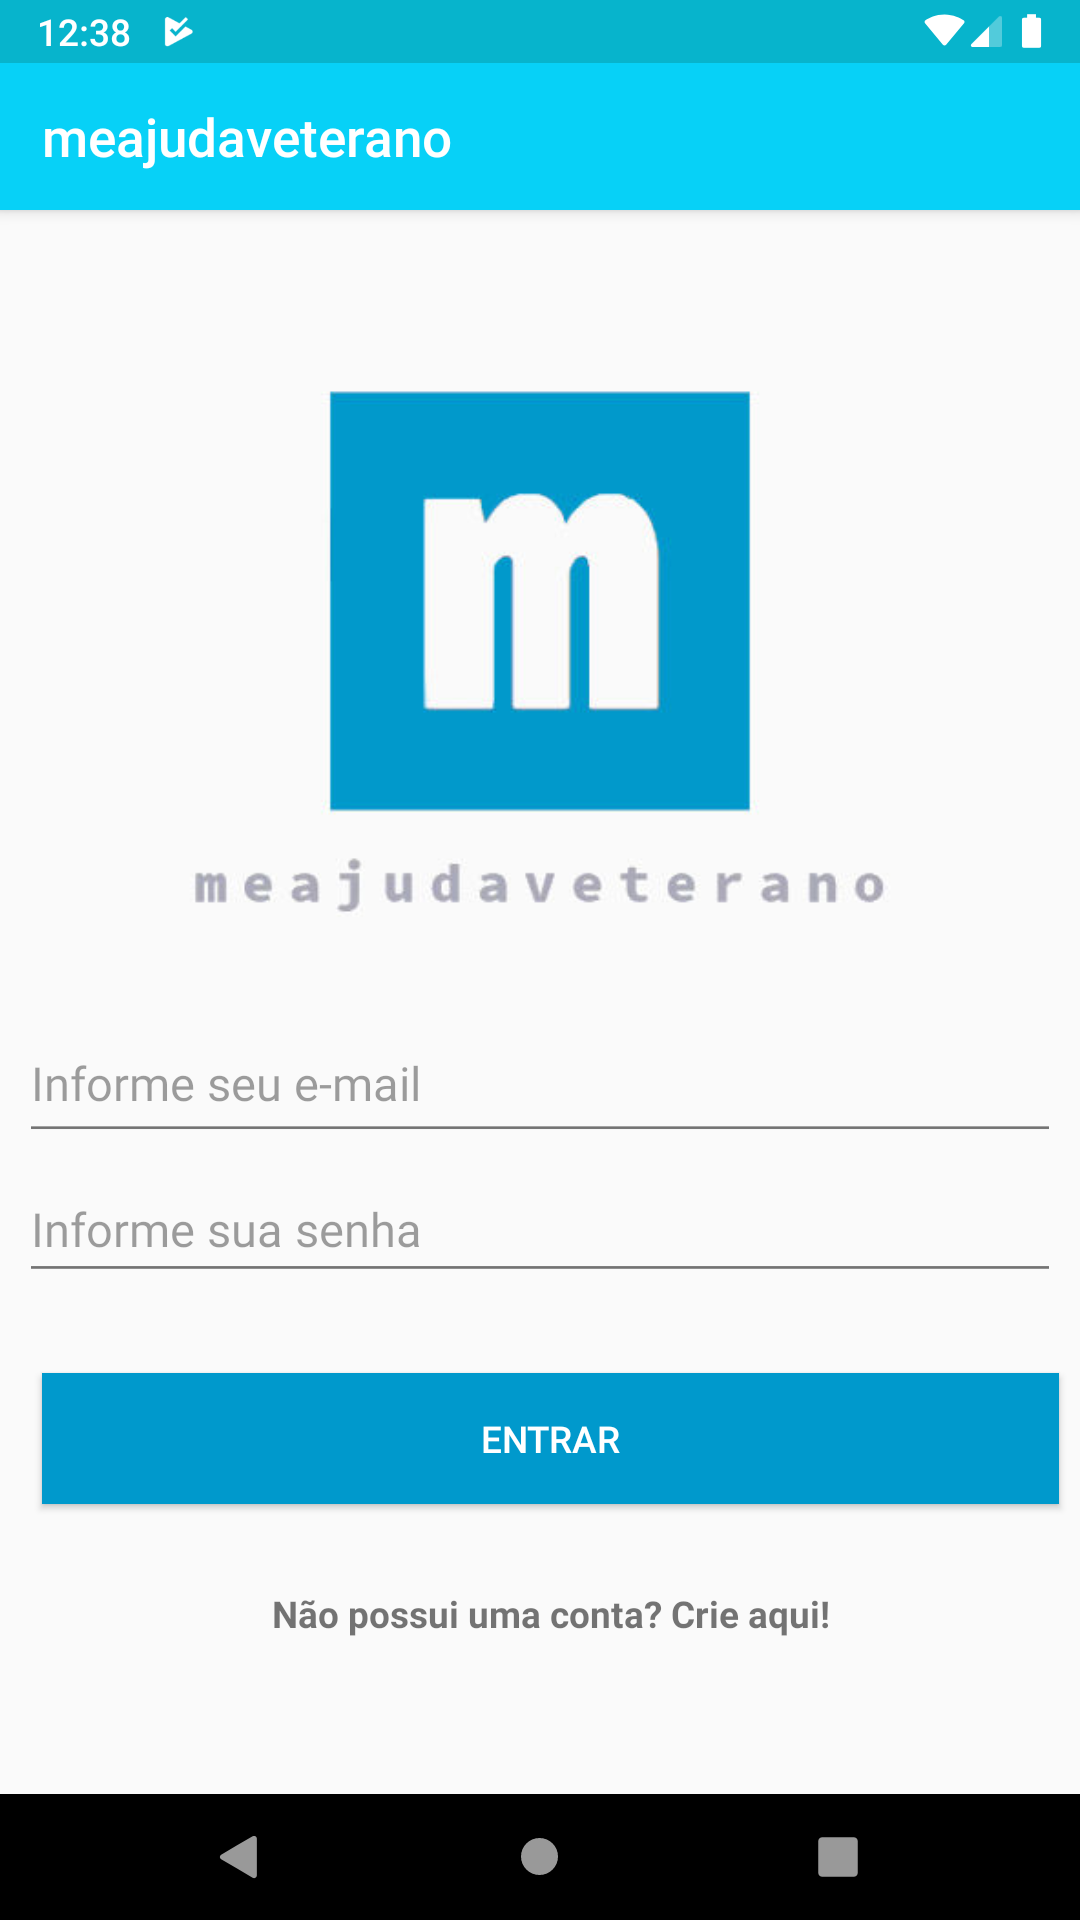 12:38
meajudaveterano
m
meajudaveterano
Informe seu e-mail
Informe sua senha
ENTRAR
Não possui uma conta? Crie aqui!